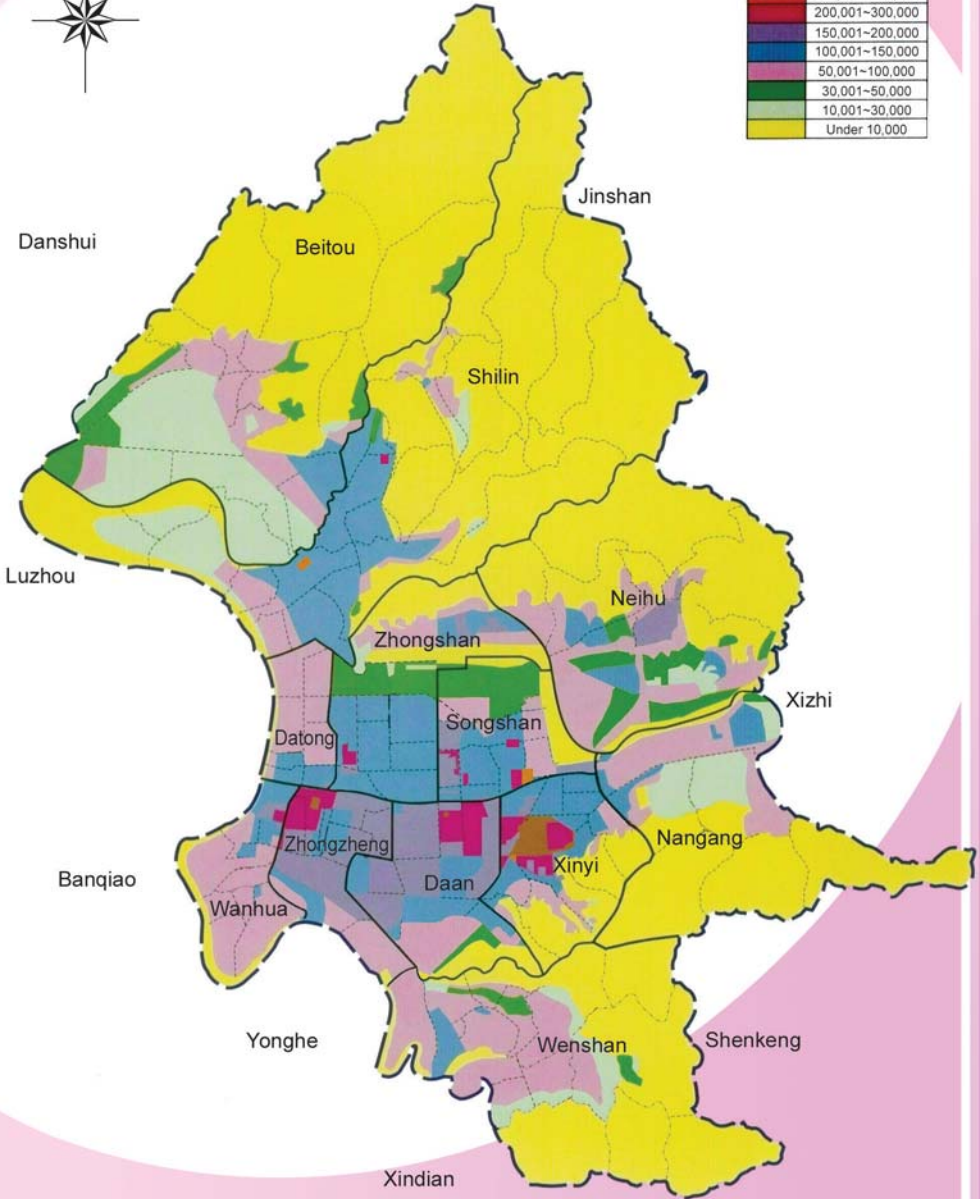 200,001~300,000
150,001~200,000
100,001~150,000
50,001~100,000
30,001~50,000
10,001~30,000
Under 10,000
Jinshan
Danshui
Beitou
Shilin
Luzhou
Neihu
Zhongshan
Xizhi
Songshan
Datong
Nangang
Zhongzheng
Xinyi
Banqiao
Daan
Wanhua
Yonghe
Wenshan
Shenkeng
Xindian